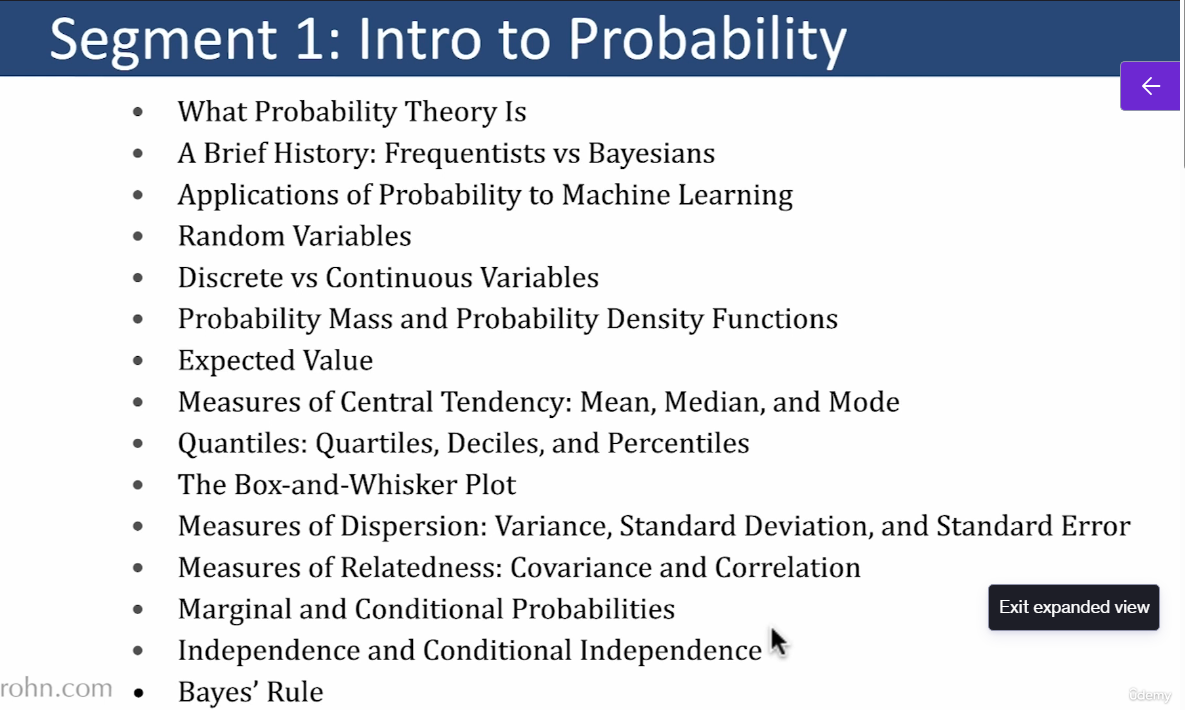 Segment 1: Intro to Probability
What Probability Theory Is
A Brief History: Frequentists vs Bayesians
Applications of Probability to Machine Learning
Random Variables
Discrete vs Continuous Variables
Probability Mass and Probability Density Functions
Expected Value
Measures of Central Tendency: Mean, Median, and Mode
Quantiles: Quartiles, Deciles, and Percentiles
The Box-and-Whisker Plot
Measures of Dispersion: Variance, Standard Deviation, and Standard Error
Measures of Relatedness: Covariance and Correlation
Marginal and Conditional Probabilities
Exit expanded view
Independence and Conditional Independence
rohn.com
Bayes’ Rule
ûdemy